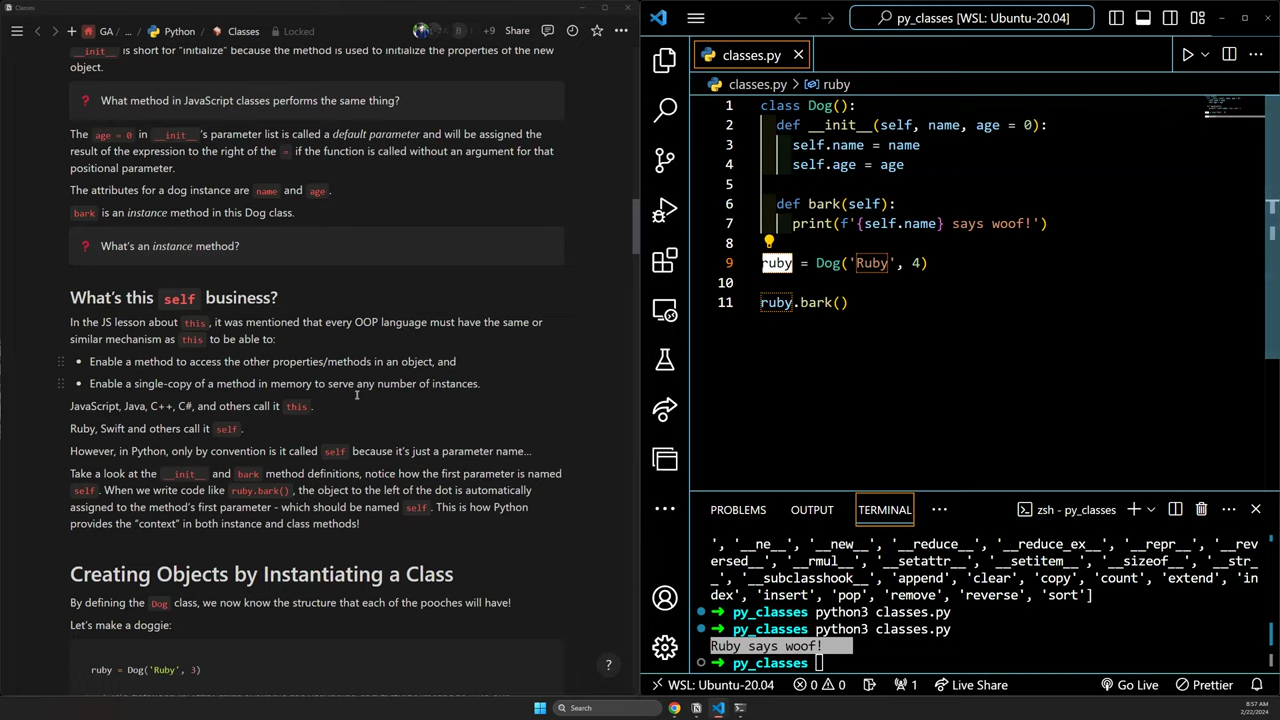 Classes
GA / ... / Python / Classes Locked
B +9 Share
__init__ is short for “initialize” because the method is used to initialize the properties of the new
object.
❓ What method in JavaScript classes performs the same thing?
The age = 0 in __init__’s parameter list is called a default parameter and will be assigned the
result of the expression to the right of the = if the function is called without an argument for that
positional parameter.
The attributes for a dog instance are name and age.
bark is an instance method in this Dog class.
❓ What’s an instance method?
What’s this self business?
In the JS lesson about this, it was mentioned that every OOP language must have the same or
similar mechanism as this to be able to:
• Enable a method to access the other properties/methods in an object, and
• Enable a single-copy of a method in memory to serve any number of instances.
JavaScript, Java, C++, C#, and others call it this.
Ruby, Swift and others call it self.
However, in Python, only by convention is it called self because it’s just a parameter name…
Take a look at the __init__ and bark method definitions, notice how the first parameter is named
self. When we write code like ruby.bark(), the object to the left of the dot is automatically
assigned to the method’s first parameter - which should be named self. This is how Python
provides the “context” in both instance and class methods!
Creating Objects by Instantiating a Class
By defining the Dog class, we now know the structure that each of the pooches will have!
Let’s make a doggie:
ruby = Dog('Ruby', 3)
?
py_classes [WSL: Ubuntu-20.04]
classes.py
classes.py > ruby
1 class Dog():
2 def __init__(self, name, age = 0):
3 self.name = name
4 self.age = age
5
6 def bark(self):
7 print(f'{self.name} says woof!')
8
9 ruby = Dog('Ruby', 4)
10
11 ruby.bark()
PROBLEMS OUTPUT TERMINAL ... zsh - py_classes
', '__ne__', '__new__', '__reduce__', '__reduce_ex__', '__repr__', '__rev
ersed__', '__rmul__', '__setattr__', '__setitem__', '__sizeof__', '__str_
_', '__subclasshook__', 'append', 'clear', 'copy', 'count', 'extend', 'in
dex', 'insert', 'pop', 'remove', 'reverse', 'sort']
➜ py_classes python3 classes.py
➜ py_classes python3 classes.py
Ruby says woof!
➜ py_classes
WSL: Ubuntu-20.04 0 0 1 Live Share Go Live Prettier
Search
8:57 AM
2/22/2024